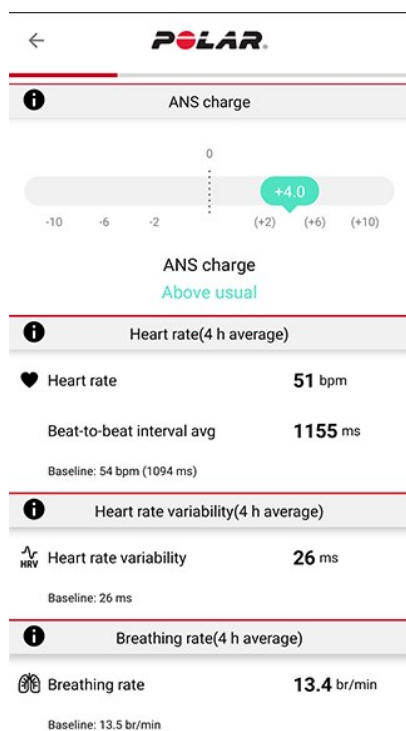 POLAR.
ANS charge
0
+4.0
-10 -6 -2 (+2) (+6) (+10)
ANS charge
Above usual
Heart rate(4 h average)
Heart rate 51 bpm
Beat-to-beat interval avg 1155 ms
Baseline: 54 bpm (1094 ms)
Heart rate variability(4 h average)
HRV Heart rate variability 26 ms
Baseline: 26 ms
Breathing rate(4 h average)
Breathing rate 13.4 br/min
Baseline: 13.5 br/min